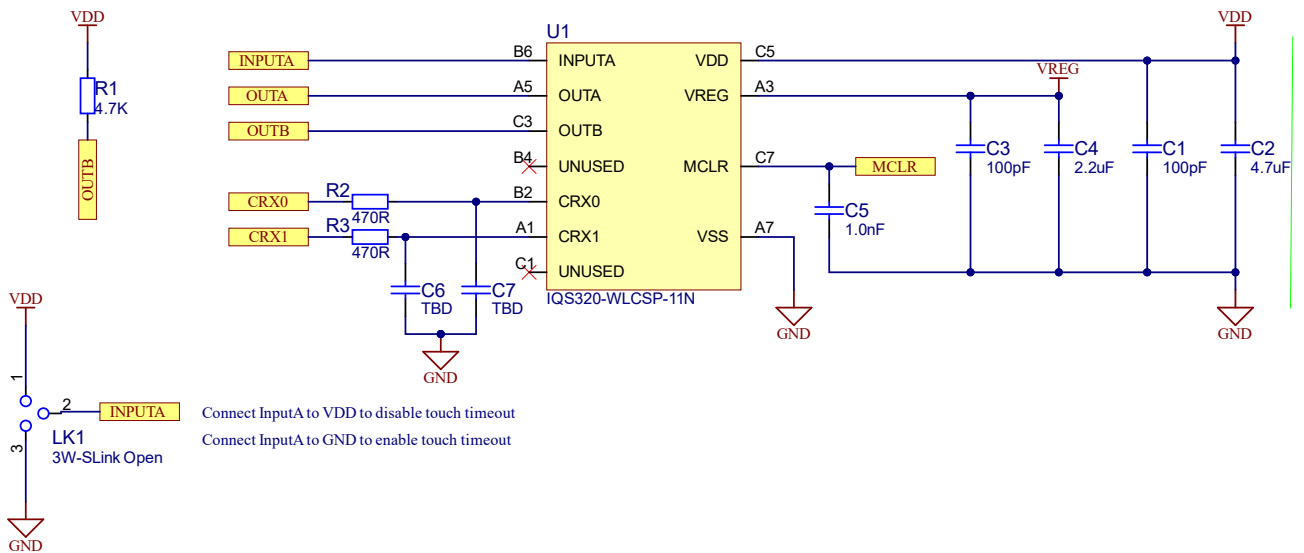 VDD
R1
4.7K
OUTB
U1
INPUTA
B6
INPUTA
VDD
C5
VDD
OUTA
A5
OUTA
VREG
A3
VREG
OUTB
C3
OUTB
B4
UNUSED
MCLR
C7
MCLR
C3
100pF
C4
2.2uF
C1
100pF
C2
4.7uF
CRX0
R2
470R
B2
CRX0
C5
1.0nF
CRX1
R3
470R
A1
CRX1
VSS
A7
C1
UNUSED
C6
TBD
C7
TBD
IQS320-WLCSP-11N
GND
GND
GND
VDD
1
2
INPUTA
3
LK1
3W-SLink Open
GND
Connect InputA to VDD to disable touch timeout
Connect InputA to GND to enable touch timeout